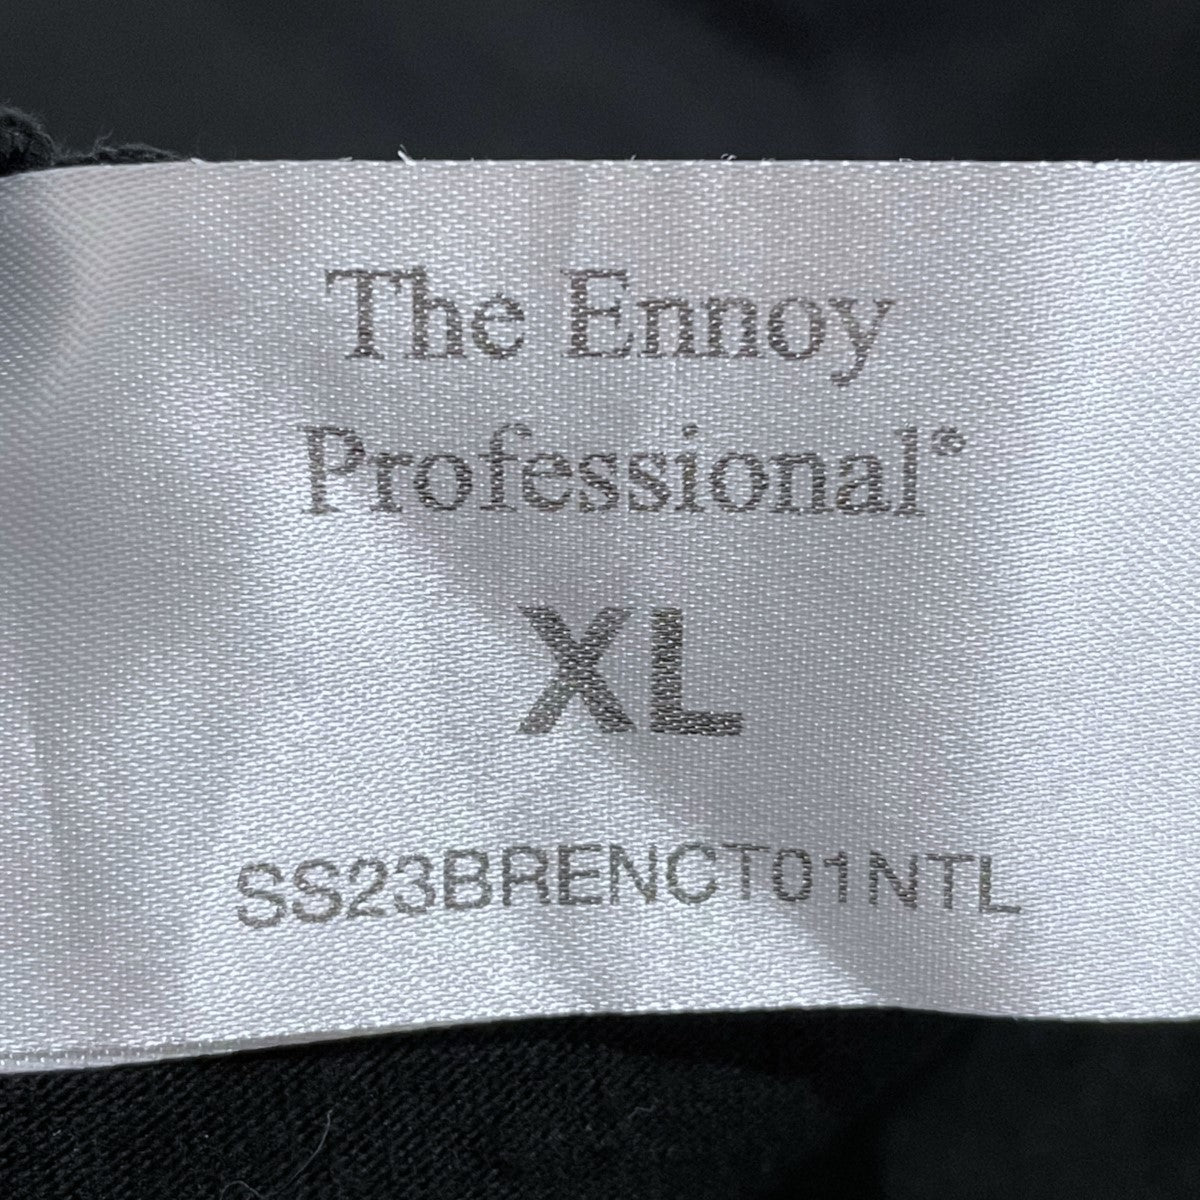 The Ennoy
Professional®
XL
SS23BRENCT01NTL